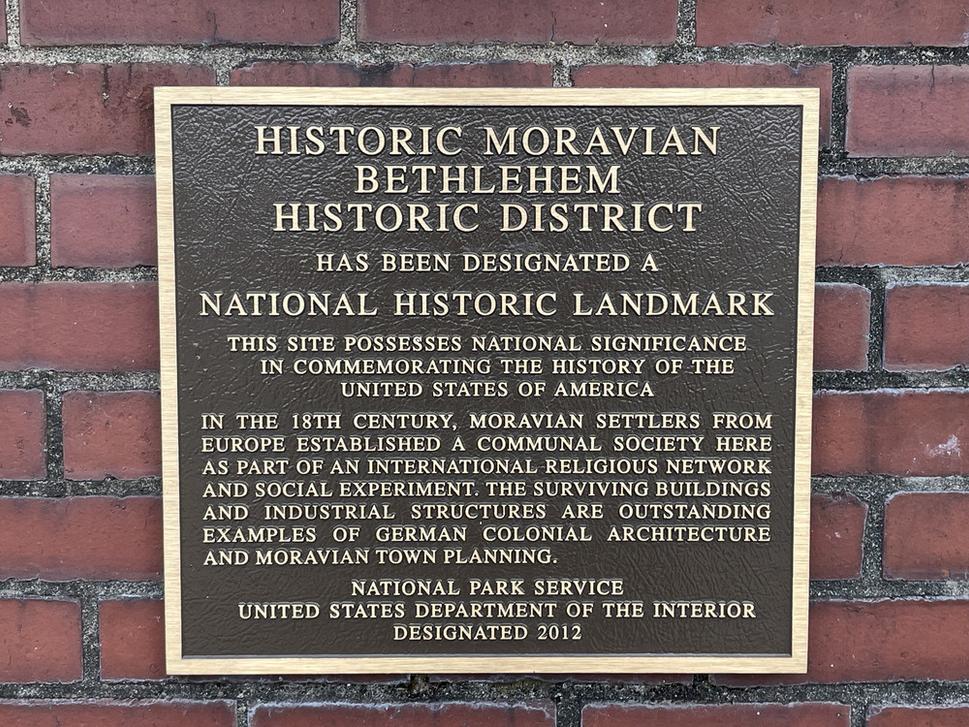 HISTORIC MORAVIAN
BETHLEHEM
HISTORIC DISTRICT
HAS BEEN DESIGNATED A
NATIONAL HISTORIC LANDMARK
THIS SITE POSSESSES NATIONAL SIGNIFICANCE
IN COMMEMORATING THE HISTORY OF THE
UNITED STATES OF AMERICA
IN THE 18TH CENTURY, MORAVIAN SETTLERS FROM
EUROPE ESTABLISHED A COMMUNAL SOCIETY HERE
AS PART OF AN INTERNATIONAL RELIGIOUS NETWORK
AND SOCIAL EXPERIMENT. THE SURVIVING BUILDINGS
AND INDUSTRIAL STRUCTURES ARE OUTSTANDING
EXAMPLES OF GERMAN COLONIAL ARCHITECTURE
AND MORAVIAN TOWN PLANNING.
NATIONAL PARK SERVICE
UNITED STATES DEPARTMENT OF THE INTERIOR
DESIGNATED 2012